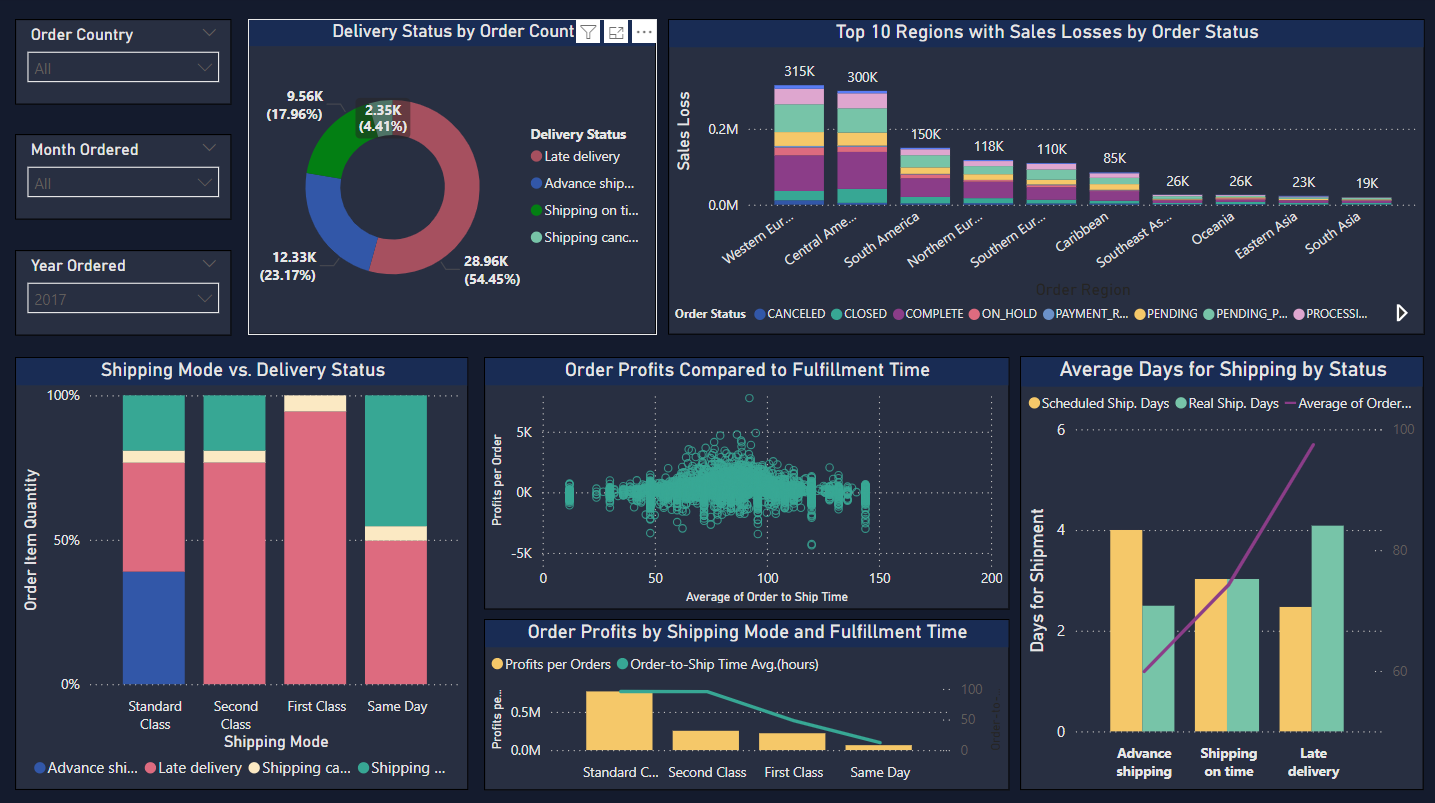 Order Country
All
Month Ordered
All
Year Ordered
2017
Delivery Status by Order Count
9.56K
(17.96%)
2.35K
(4.41%)
12.33K
(23.17%)
28.96K
(54.45%)
Delivery Status
Late delivery
Advance ship...
Shipping on ti...
Shipping canc...
Top 10 Regions with Sales Losses by Order Status
Sales Loss
0.2M
0.0M
315K
300K
150K
118K
110K
85K
26K
26K
23K
19K
Western Eur...
Central Ame...
South America
Northern Eur...
Southern Eur...
Caribbean
Southeast As...
Oceania
Eastern Asia
South Asia
Order Region
Order Status CANCELED CLOSED COMPLETE ON_HOLD PAYMENT_R... PENDING PENDING_P... PROCESSI...
Shipping Mode vs. Delivery Status
Order Item Quantity
100%
50%
0%
Standard
Class
Second
Class
First Class
Same Day
Shipping Mode
Advance shi... Late delivery Shipping ca... Shipping ...
Order Profits Compared to Fulfillment Time
Profits per Order
5K
0K
-5K
0 50 100 150 200
Average of Order to Ship Time
Order Profits by Shipping Mode and Fulfillment Time
Profits per Orders Order-to-Ship Time Avg.(hours)
Profits pe...
0.5M
0.0M
100
50
0
Order-to-...
Standard C... Second Class First Class Same Day
Average Days for Shipping by Status
Scheduled Ship. Days Real Ship. Days Average of Order...
Days for Shipment
6
4
2
0
100
80
60
Advance
shipping
Shipping
on time
Late
delivery